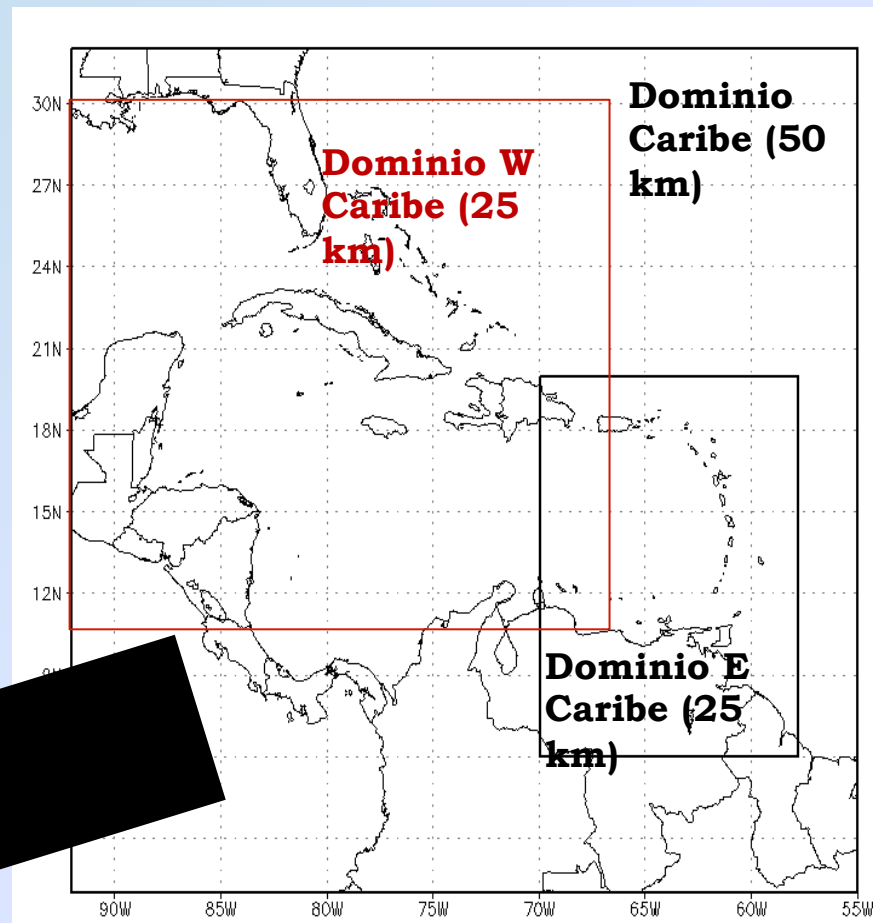 30N
Dominio
Caribe (50
km)
Dominio W
Caribe (25
km)
27N
24N
21N
18N
15N
12N
Dominio E
Caribe (25
km)
90W 85W 80W 75W 70W 65W 60W 55W